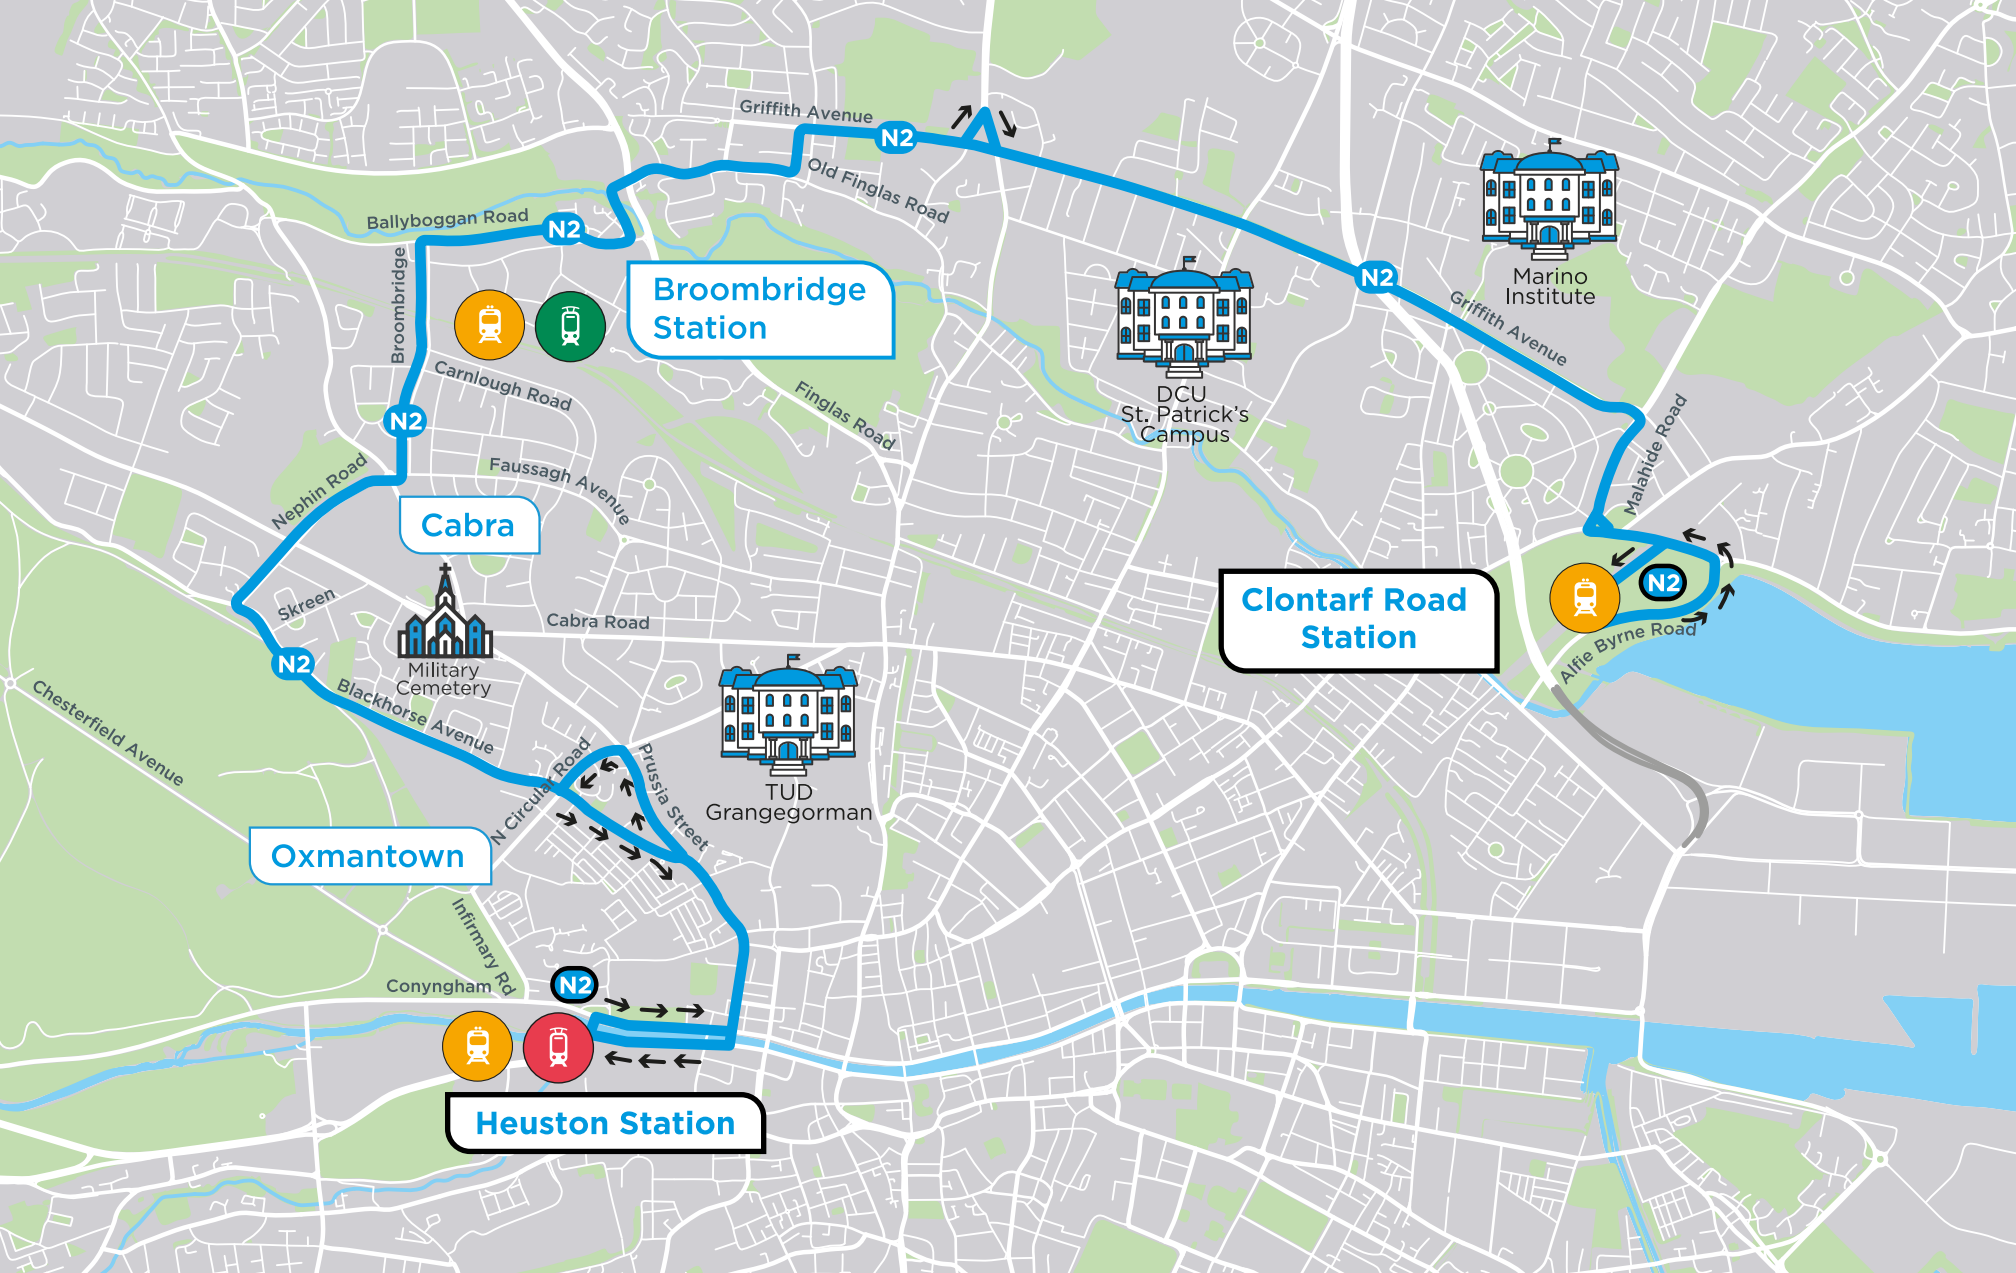 Griffith Avenue
N2
Old Finglas Road
Ballyboggan Road
N2
Broombridge
Broombridge
Station
Marino
Institute
N2
Griffith Avenue
DCU
St. Patrick's
Campus
Carnlough Road
Finglas Road
N2
Malahide Road
Nephin Road
Faussagh Avenue
Cabra
Skreen
N2
Military
Cemetery
Cabra Road
Clontarf Road
Station
N2
Alfie Byrne Road
Chesterfield Avenue
Blackhorse Avenue
N Circular Road
Prussia Street
TUD
Grangegorman
Oxmantown
Infirmary Rd
Conyngham
N2
Heuston Station